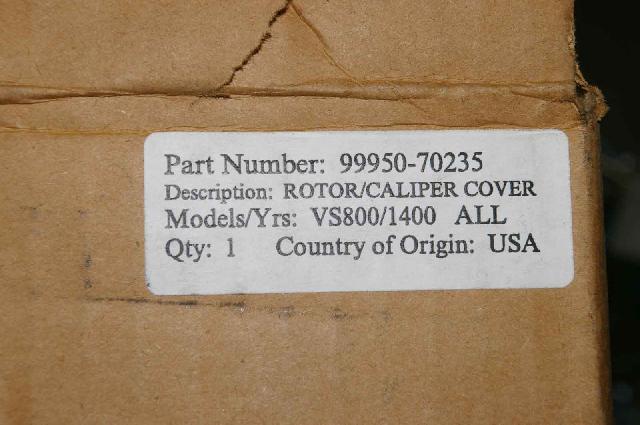 Part Number: 99950-70235
Description: ROTOR/CALIPER COVER
Models/Yrs: VS800/1400 ALL
Qty: 1 Country of Origin: USA